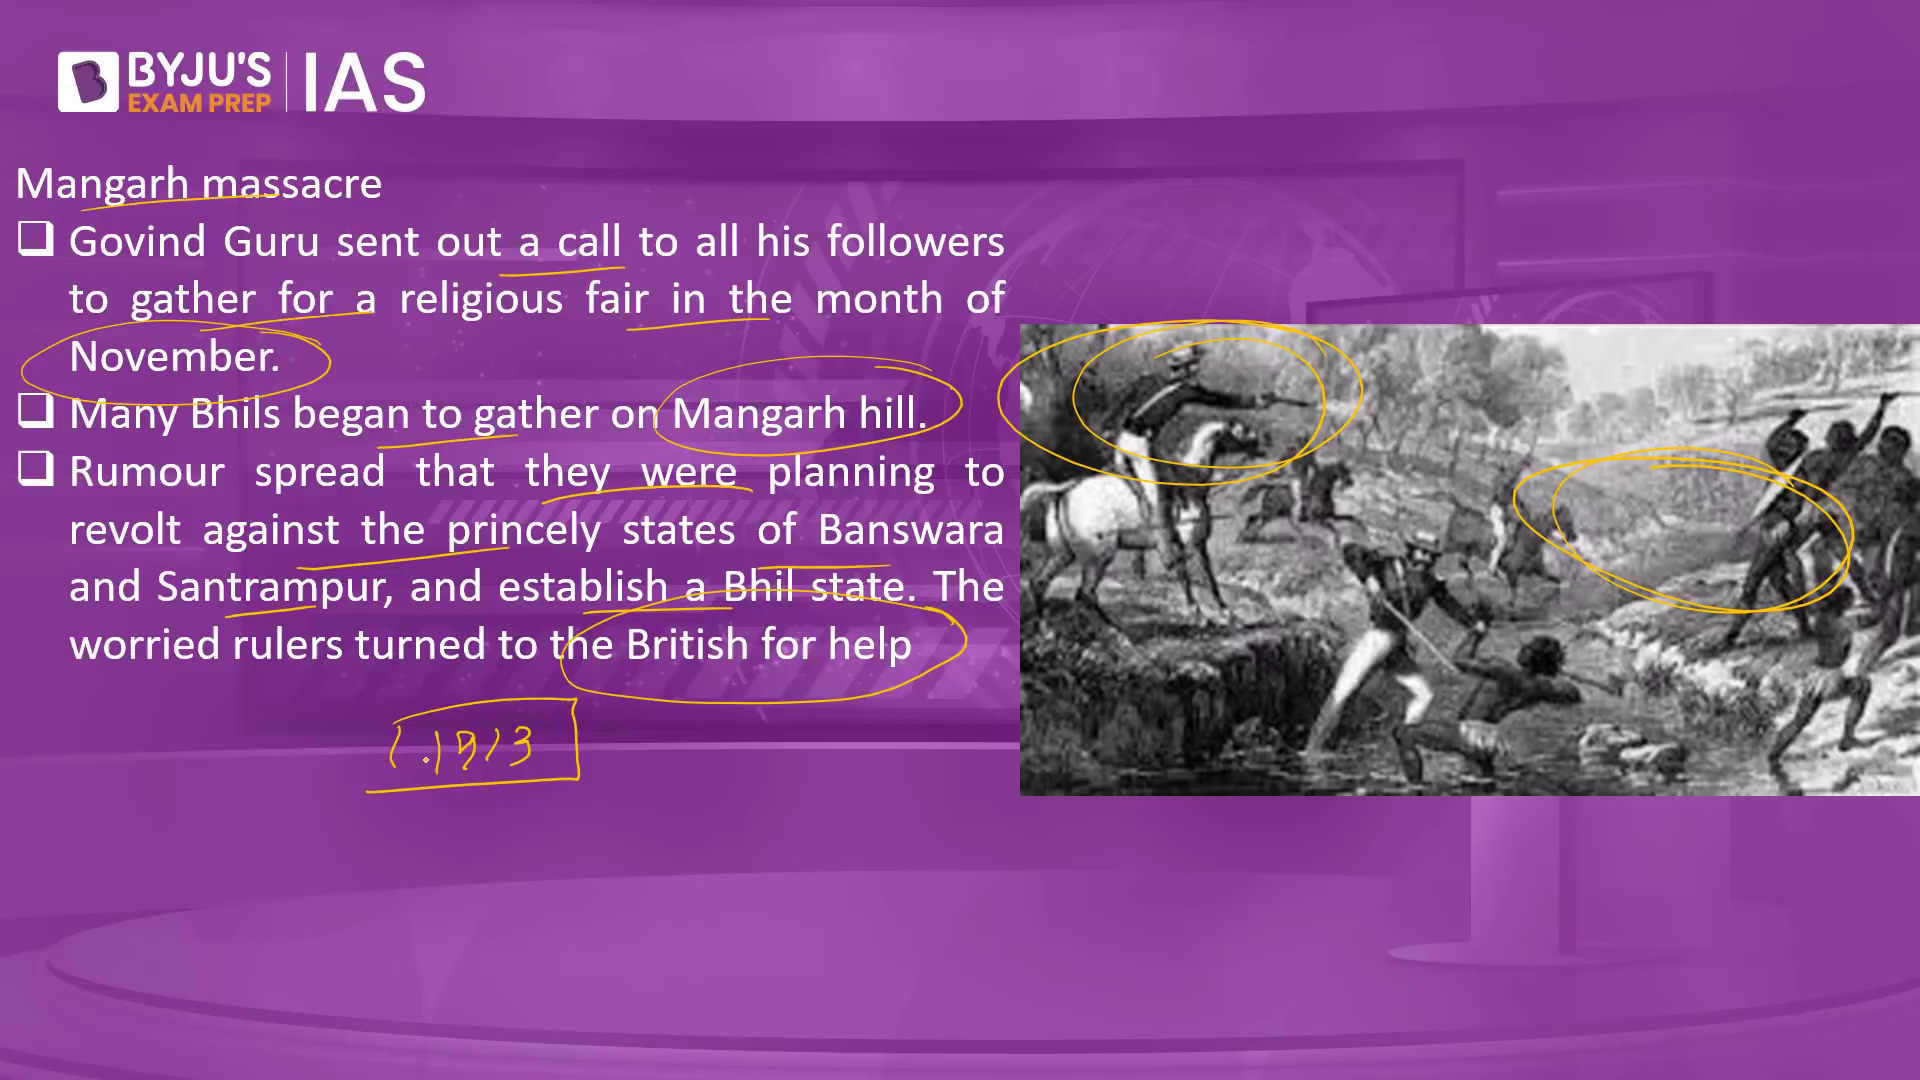 BYJU'S
EXAM PREP
IAS
Mangarh massacre
❑ Govind Guru sent out a call to all his followers
to gather for a religious fair in the month of
November.
❑ Many Bhils began to gather on Mangarh hill.
❑ Rumour spread that they were planning to
revolt against the princely states of Banswara
and Santrampur, and establish a Bhil state. The
worried rulers turned to the British for help
1913